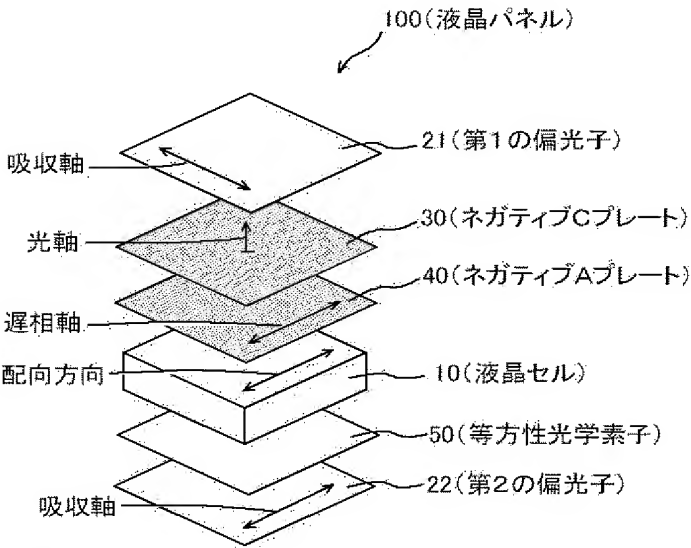 100(液晶パネル)
21(第1の偏光子)
吸収軸
30(ネガティブCプレート)
光軸
40(ネガティブAプレート)
遅相軸
配向方向
10(液晶セル)
50(等方性光学素子)
22(第2の偏光子)
吸収軸